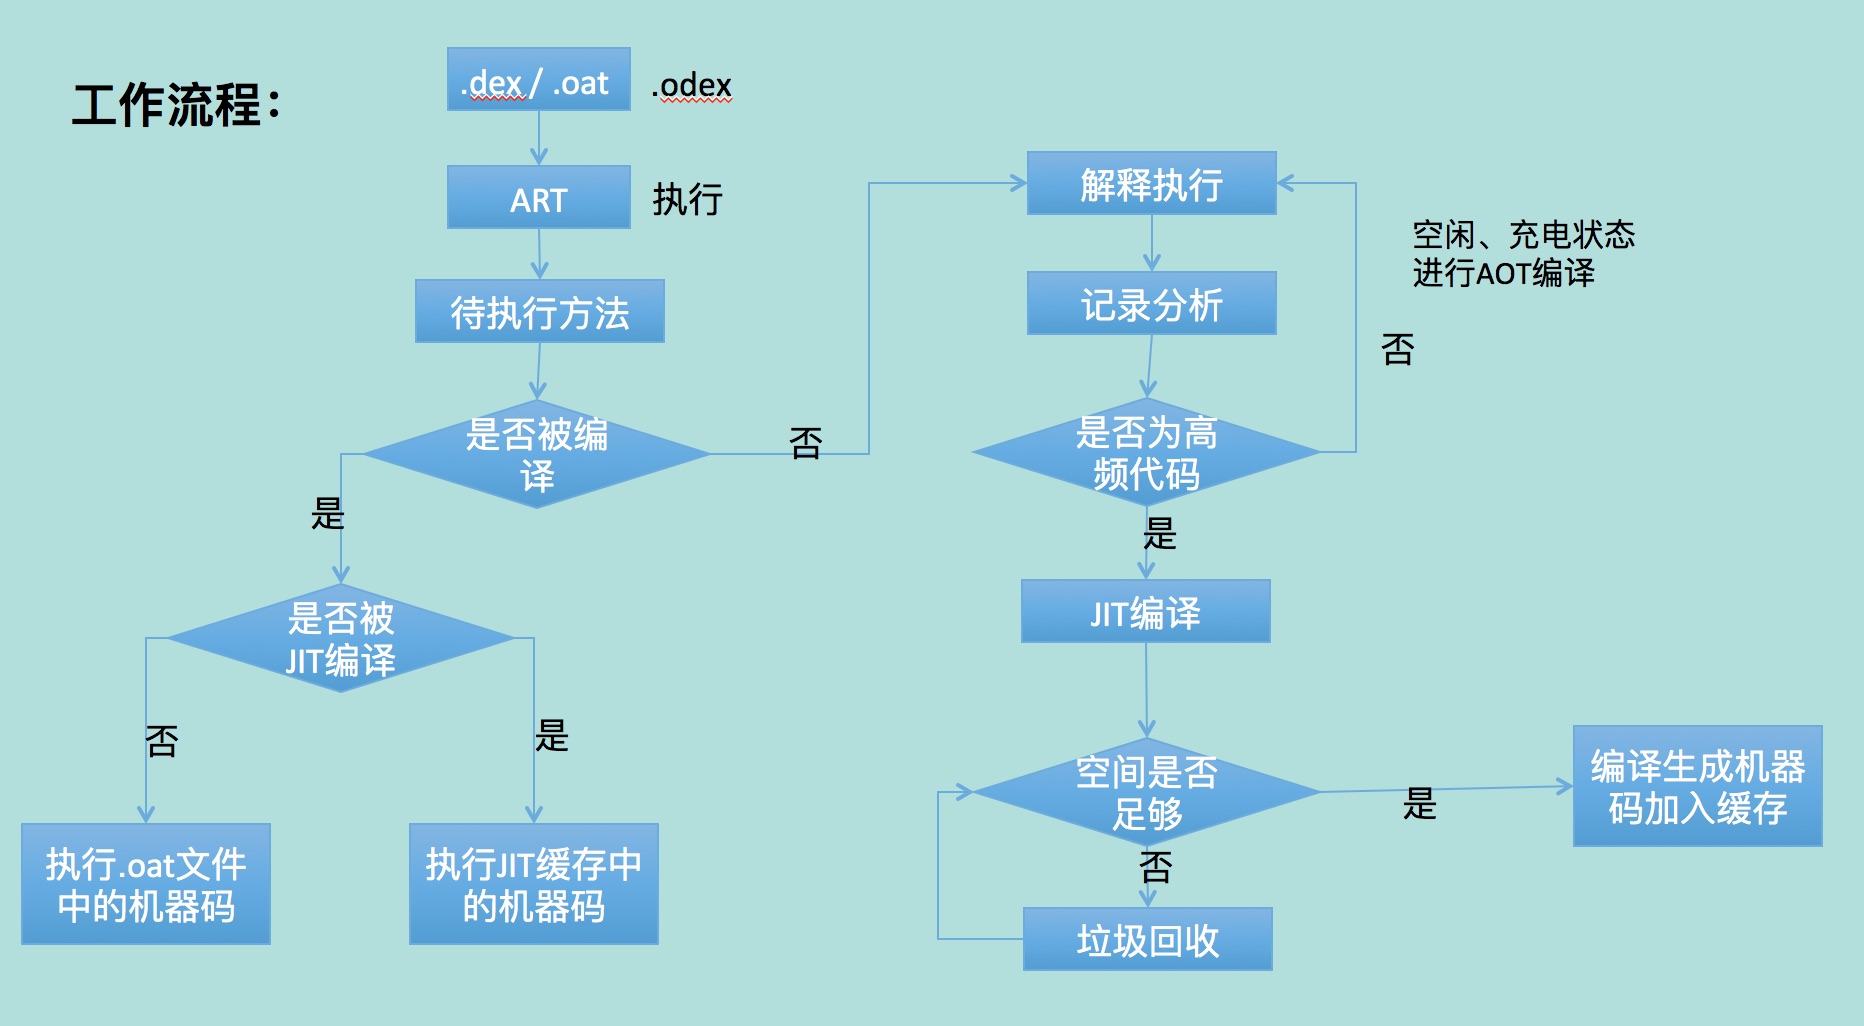 工作流程：
.dex / .oat
.odex
ART
执行
待执行方法
是否被编
译
否
是
是否被
JIT编译
否
是
执行.oat文件
中的机器码
执行JIT缓存中
的机器码
解释执行
空闲、充电状态
进行AOT编译
记录分析
否
是否为高
频代码
是
JIT编译
空间是否
足够
是
编译生成机器
码加入缓存
否
垃圾回收